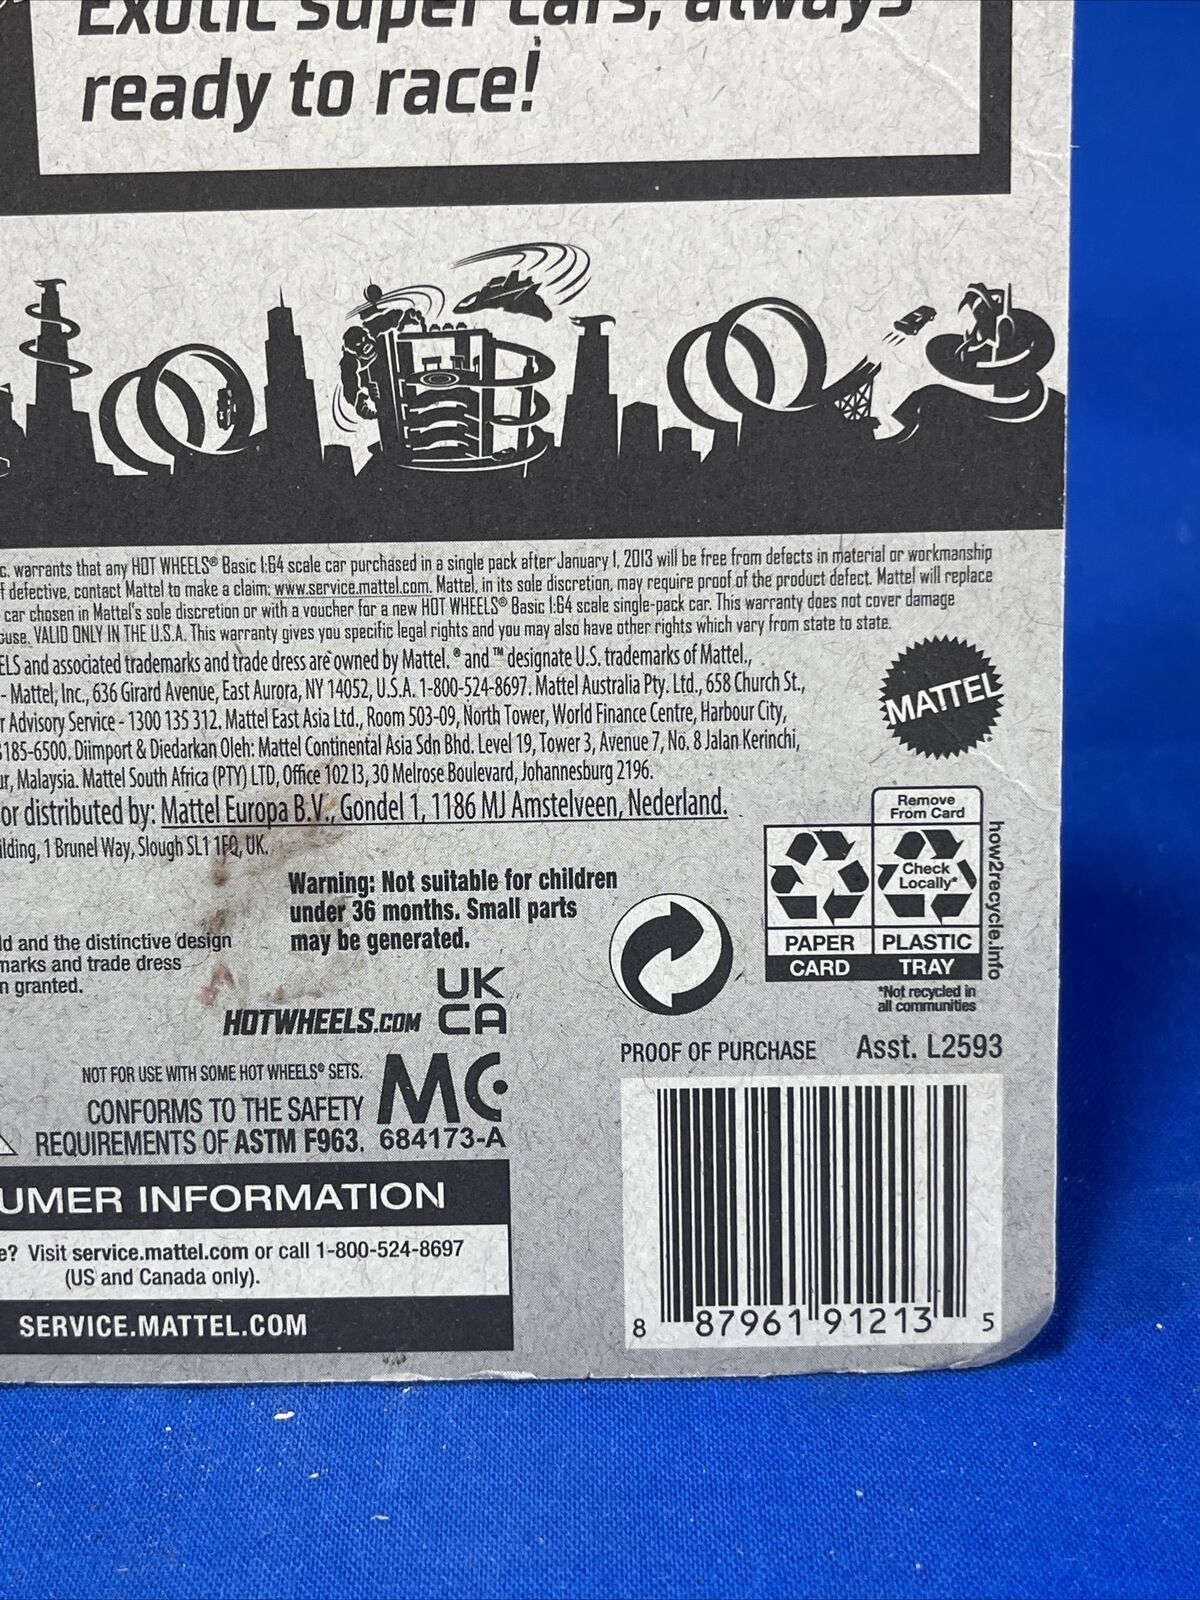 Exotic super cars, always
ready to race!
c. warrants that any HOT WHEELS® Basic 1:64 scale car purchased in a single pack after January 1, 2013 will be free from defects in material or workmanship
f defective, contact Mattel to make a claim: www.service.mattel.com. Mattel, in its sole discretion, may require proof of the product defect. Mattel will replace
car chosen in Mattel's sole discretion or with a voucher for a new HOT WHEELS® Basic 1:64 scale single-pack car. This warranty does not cover damage
use. VALID ONLY IN THE U.S.A. This warranty gives you specific legal rights and you may also have other rights which vary from state to state.
ELS and associated trademarks and trade dress are owned by Mattel. ® and ™ designate U.S. trademarks of Mattel.,
- Mattel, Inc., 636 Girard Avenue, East Aurora, NY 14052, U.S.A. 1-800-524-8697. Mattel Australia Pty. Ltd., 658 Church St.,
r Advisory Service - 1300 135 312. Mattel East Asia Ltd., Room 503-09, North Tower, World Finance Centre, Harbour City,
185-6500. Diimport & Diedarkan Oleh: Mattel Continental Asia Sdn Bhd. Level 19, Tower 3, Avenue 7, No. 8 Jalan Kerinchi,
ur, Malaysia. Mattel South Africa (PTY) LTD, Office 102 I3, 30 Melrose Boulevard, Johannesburg 2196.
or distributed by: Mattel Europa B.V., Gondel 1, 1186 MJ Amstelveen, Nederland.
ilding, 1 Brunel Way, Slough SL1 1FQ, UK.
MATTEL
Warning: Not suitable for children
under 36 months. Small parts
may be generated.
ld and the distinctive design
marks and trade dress
n granted.
Remove
From Card
Check
Locally*
PAPER
PLASTIC
CARD
TRAY
*Not recycled in
all communities
how2recycle.info
HOTWHEELS.COM
UK
CA
PROOF OF PURCHASE
Asst. L2593
NOT FOR USE WITH SOME HOT WHEELS® SETS.
CONFORMS TO THE SAFETY
REQUIREMENTS OF ASTM F963.
MC
684173-A
UMER INFORMATION
e? Visit service.mattel.com or call 1-800-524-8697
(US and Canada only).
SERVICE.MATTEL.COM
8 87961 91213 5